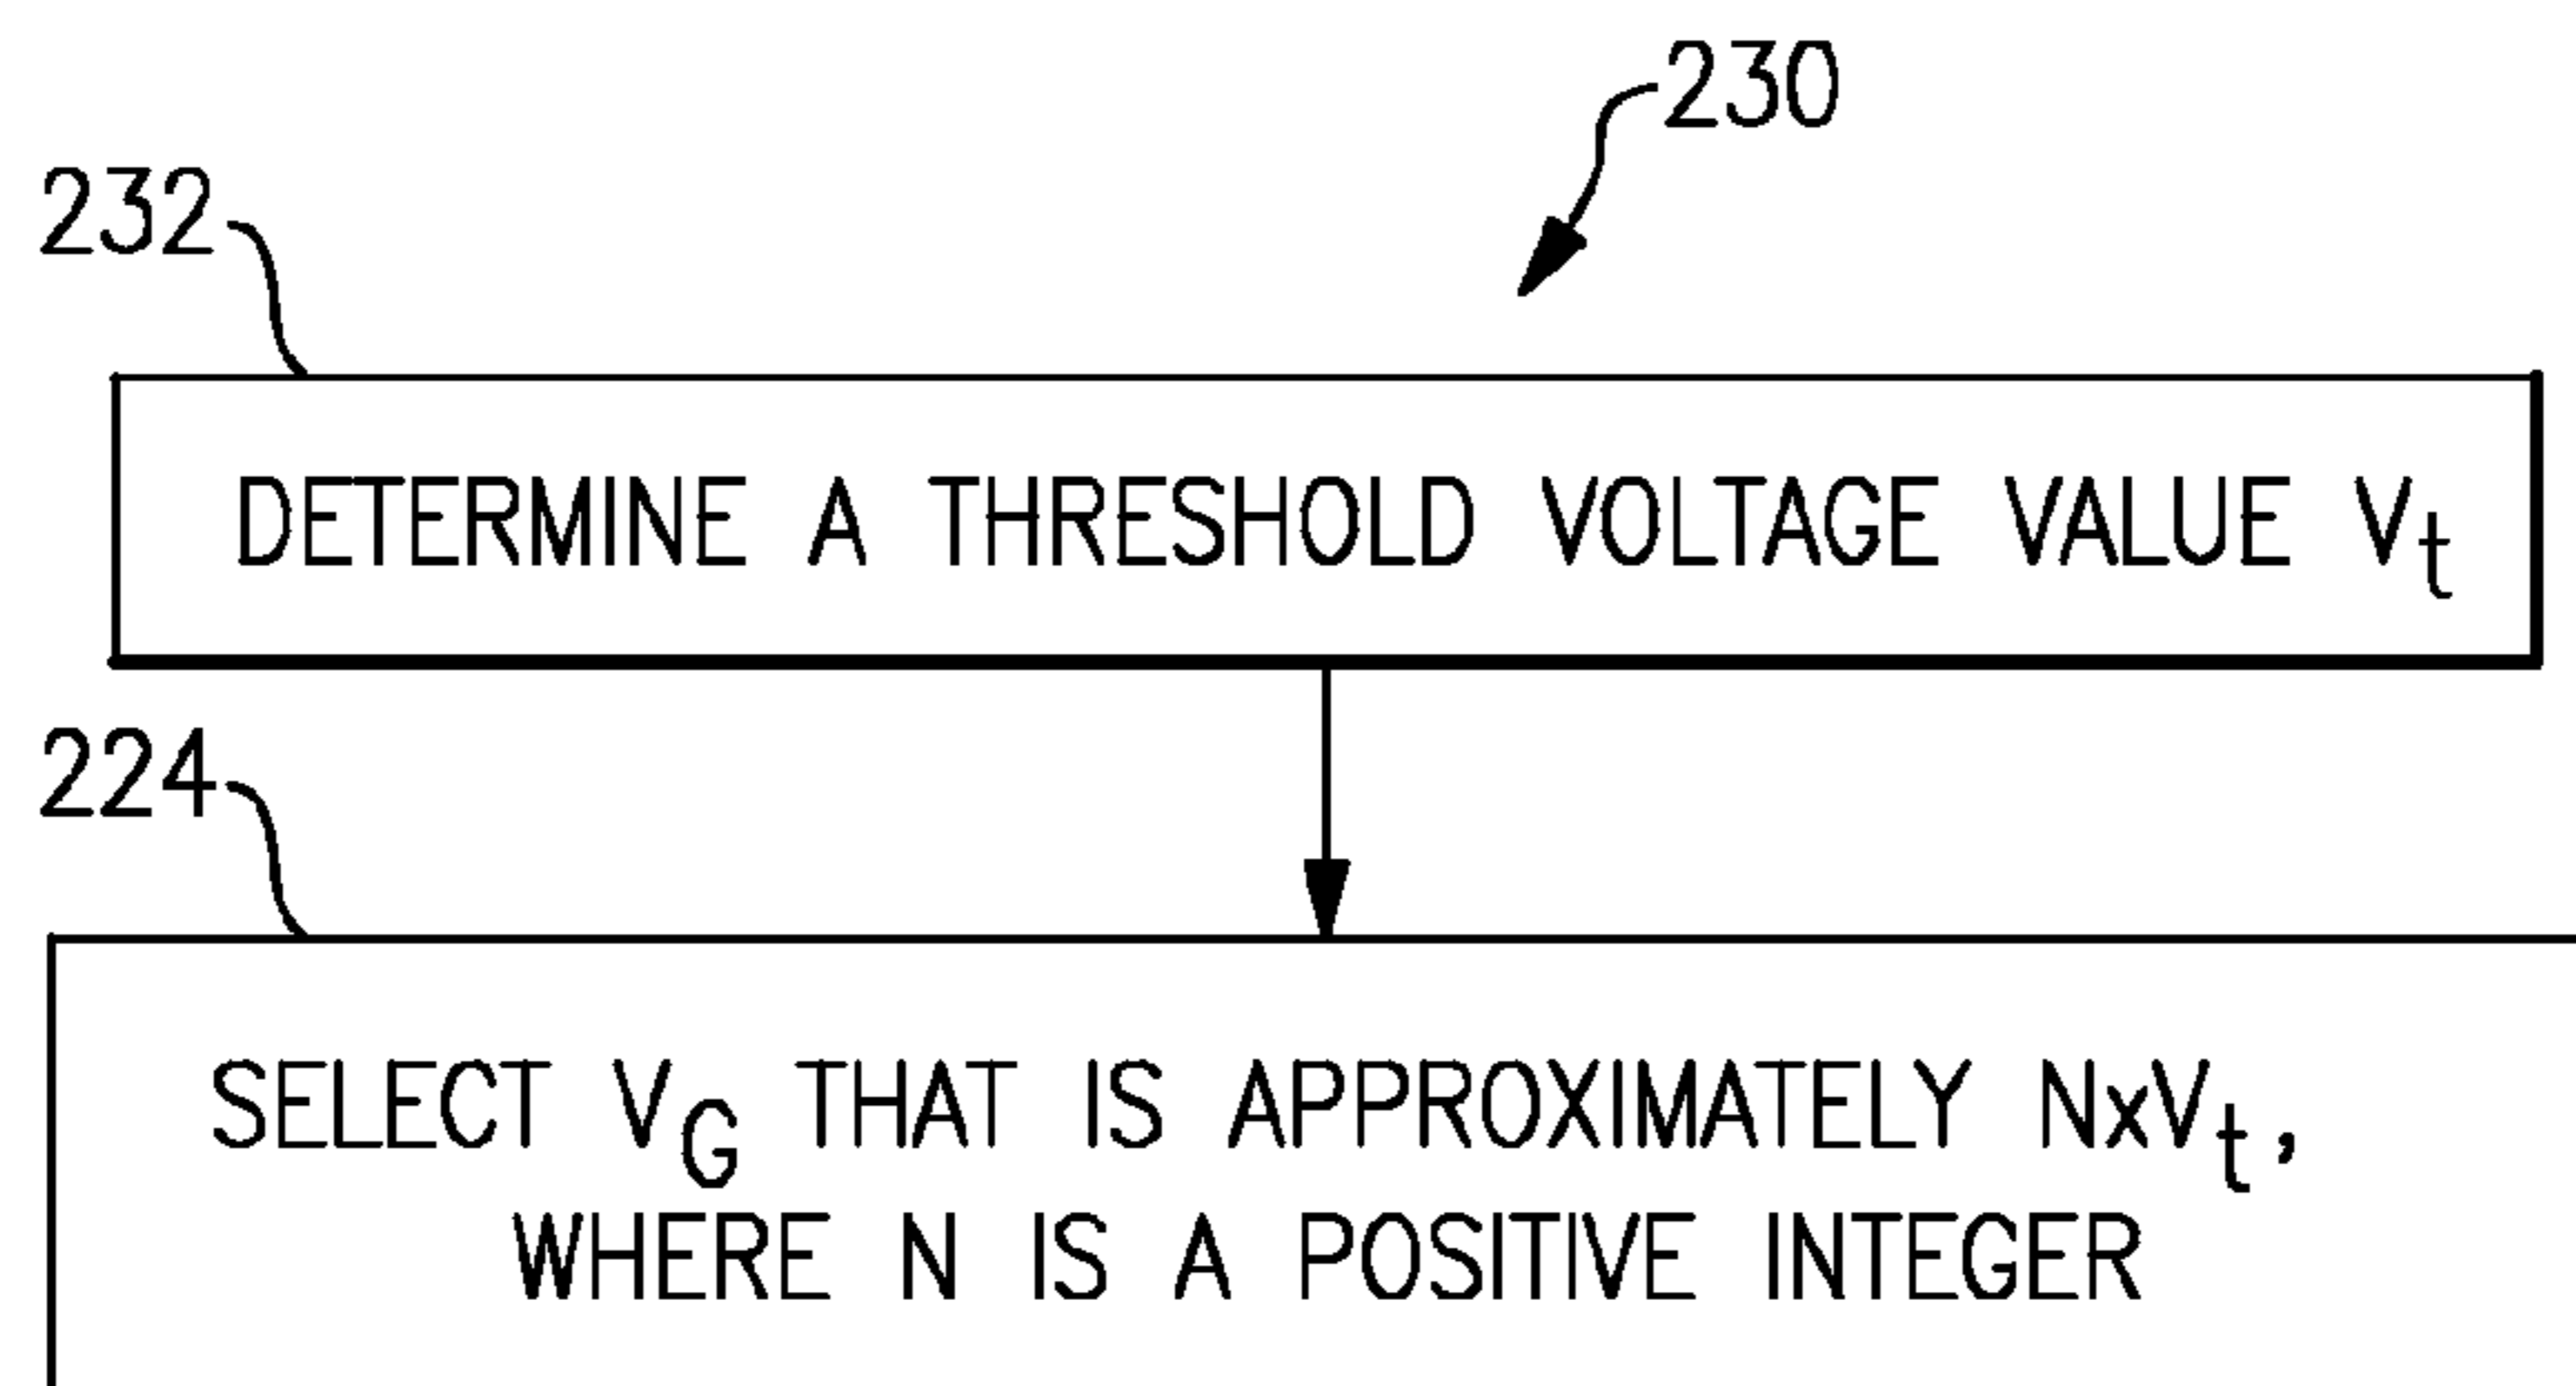 230
232
DETERMINE A THRESHOLD VOLTAGE VALUE Vt
224
SELECT VG THAT IS APPROXIMATELY NxVt,
WHERE N IS A POSITIVE INTEGER